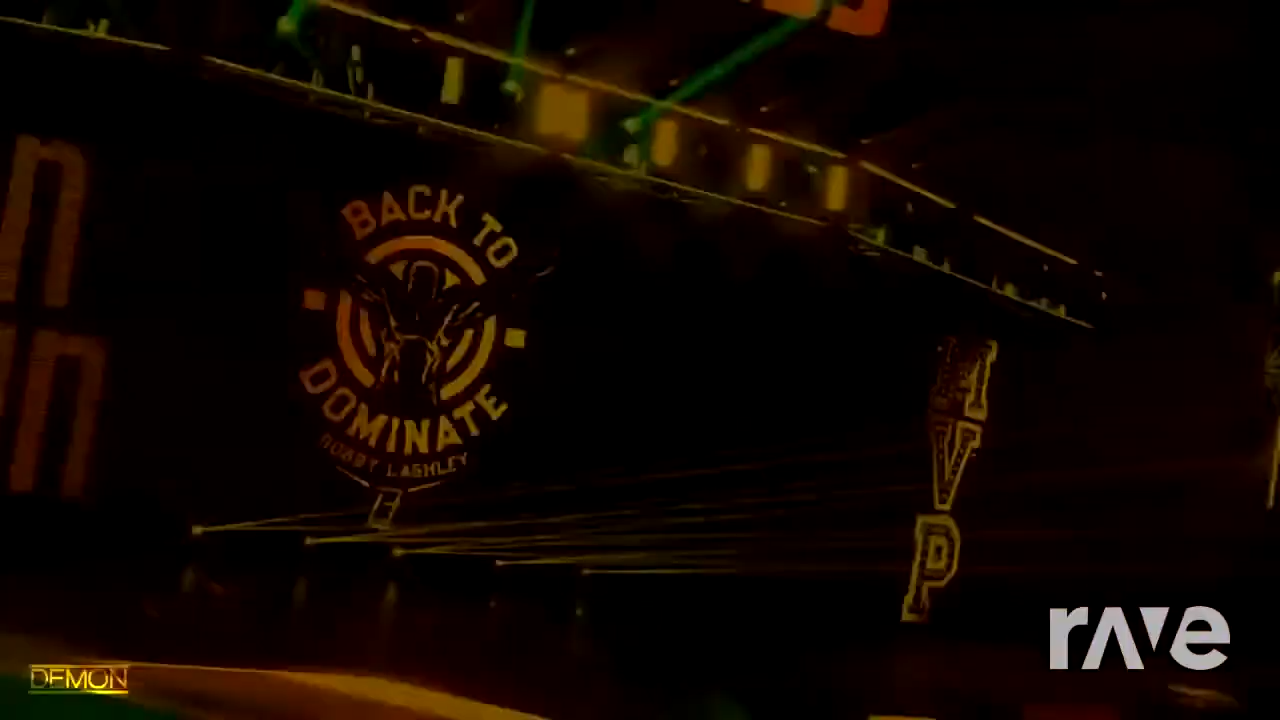 BACK TO
DOMINATE
BOBBY LASHLEY
MVP
rave
DEMON